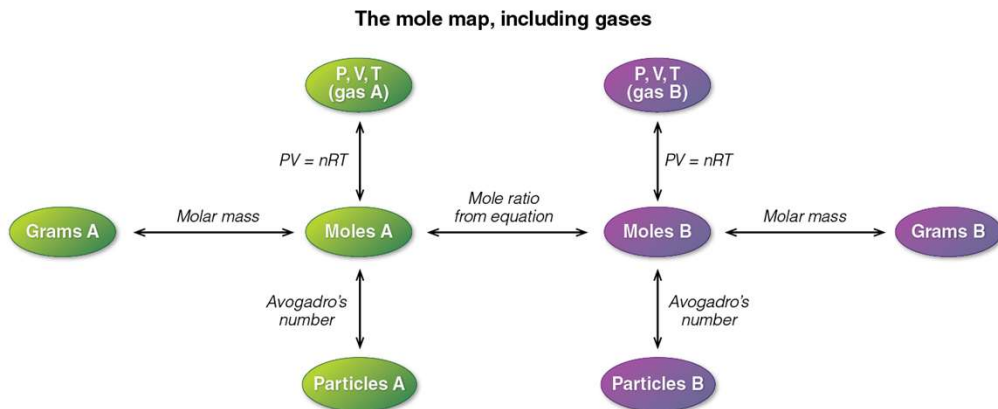 The mole map, including gases
P, V, T
(gas A)
P, V, T
(gas B)
PV = nRT
PV = nRT
Grams A
Molar mass
Moles A
Mole ratio
from equation
Moles B
Molar mass
Grams B
Avogadro's
number
Avogadro's
number
Particles A
Particles B